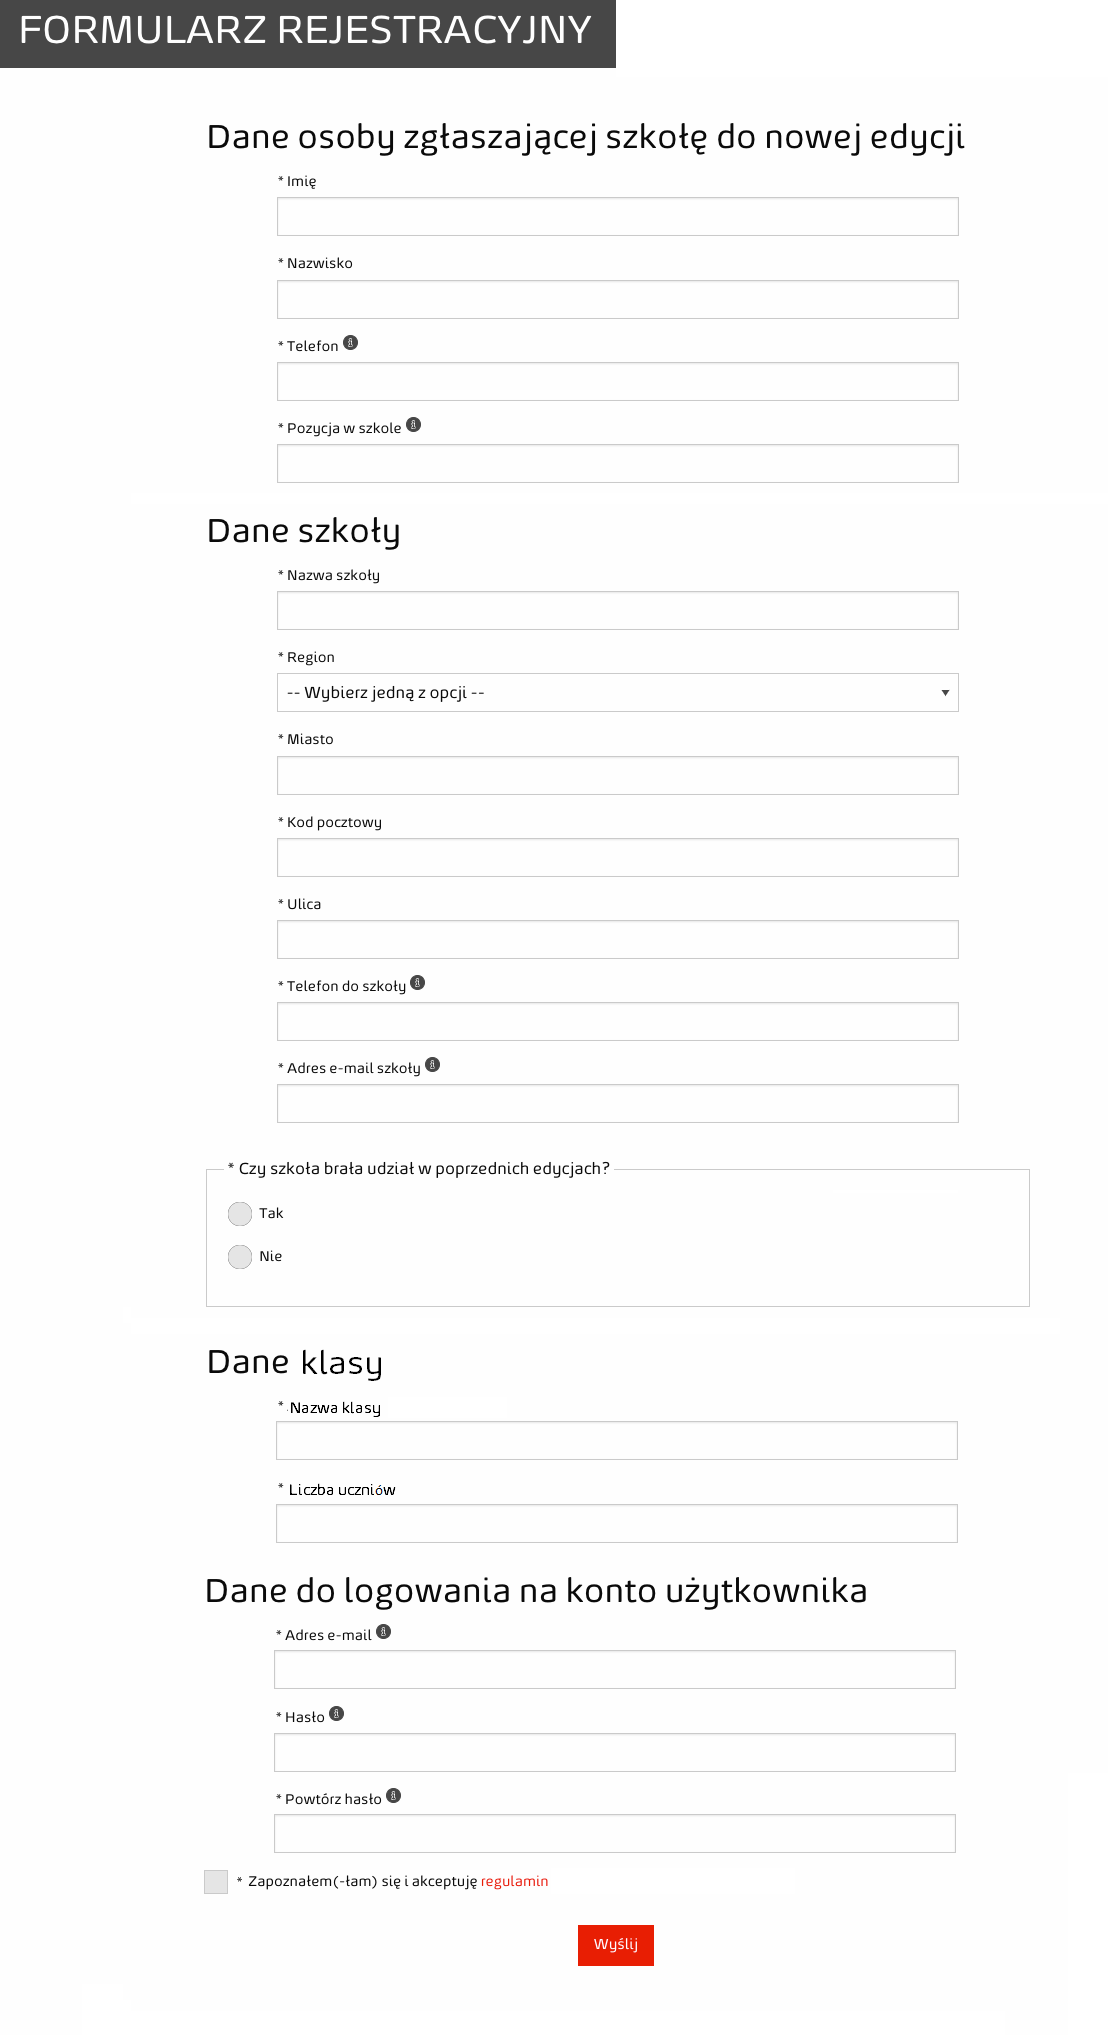 FORMULARZ REJESTRACYJNY
Dane osoby zgłaszającej szkołę do nowej edycji
* Imię
* Nazwisko
* Telefon
* Pozycja w szkole
Dane szkoły
* Nazwa szkoły
* Region
-- Wybierz jedną z opcji --
* Miasto
* Kod pocztowy
* Ulica
* Telefon do szkoły
* Adres e-mail szkoły
* Czy szkoła brała udział w poprzednich edycjach?
Tak
Nie
Dane klasy
* Nazwa klasy
* Liczba uczniów
Dane do logowania na konto użytkownika
* Adres e-mail
* Hasło
* Powtórz hasło
* Zapoznałem(-łam) się i akceptuję regulamin
Wyślij